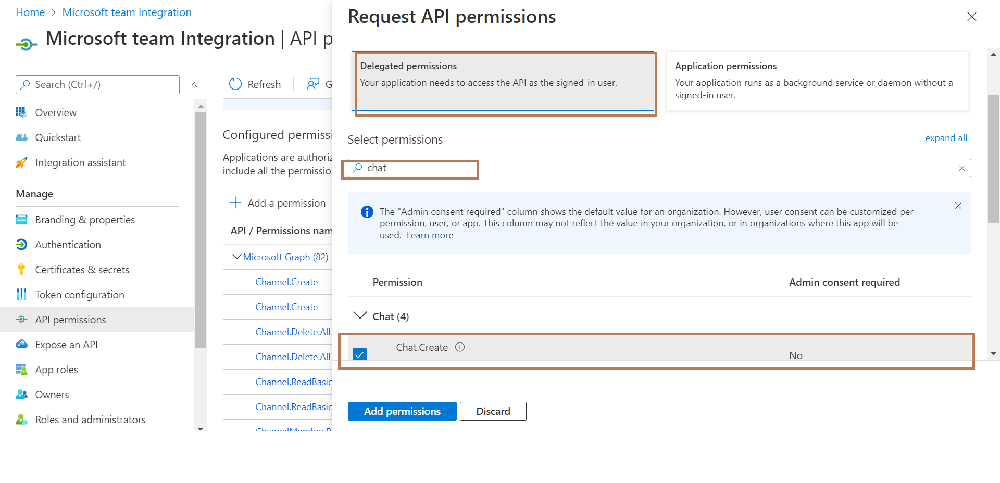 Home > Microsoft team Integration
Microsoft team Integration | API p
Search (Ctrl+/)
«
Overview
Quickstart
Integration assistant
Manage
Branding & properties
Authentication
Certificates & secrets
Token configuration
API permissions
Expose an API
App roles
Owners
Roles and administrators
Refresh
G
Configured permissi
Applications are authoriz
include all the permission
Add a permission
API / Permissions nam
Microsoft Graph (82)
Channel.Create
Channel.Create
Channel.Delete.All
Channel.Delete.All
Channel.ReadBasic
Channel.ReadBasic
ChannelMember.R
Request API permissions
Delegated permissions
Your application needs to access the API as the signed-in user.
Application permissions
Your application runs as a background service or daemon without a
signed-in user.
Select permissions
expand all
chat
The "Admin consent required" column shows the default value for an organization. However, user consent can be customized per
permission, user, or app. This column may not reflect the value in your organization, or in organizations where this app will be
used. Learn more
Permission
Admin consent required
Chat (4)
Chat.Create
No
Add permissions
Discard